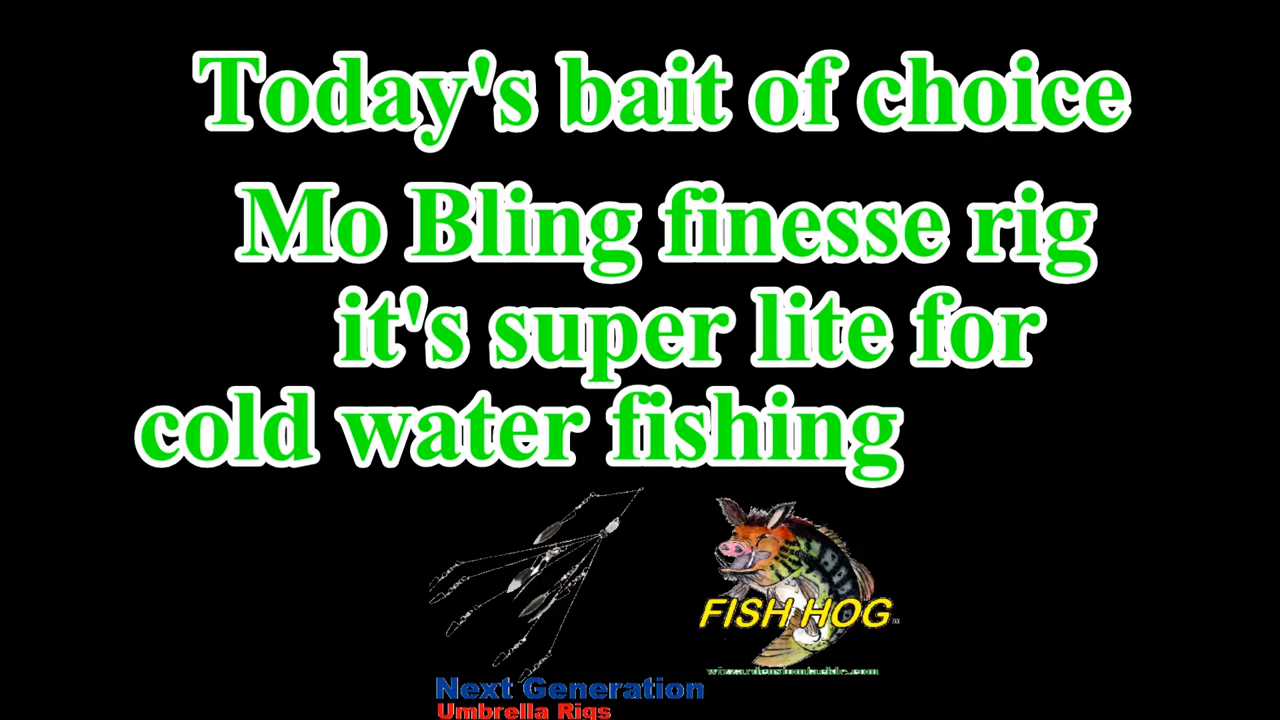 Today's bait of choice
Mo Bling finesse rig
it's super lite for
cold water fishing
FISH HOG
Next Generation
Umbrella Rigs